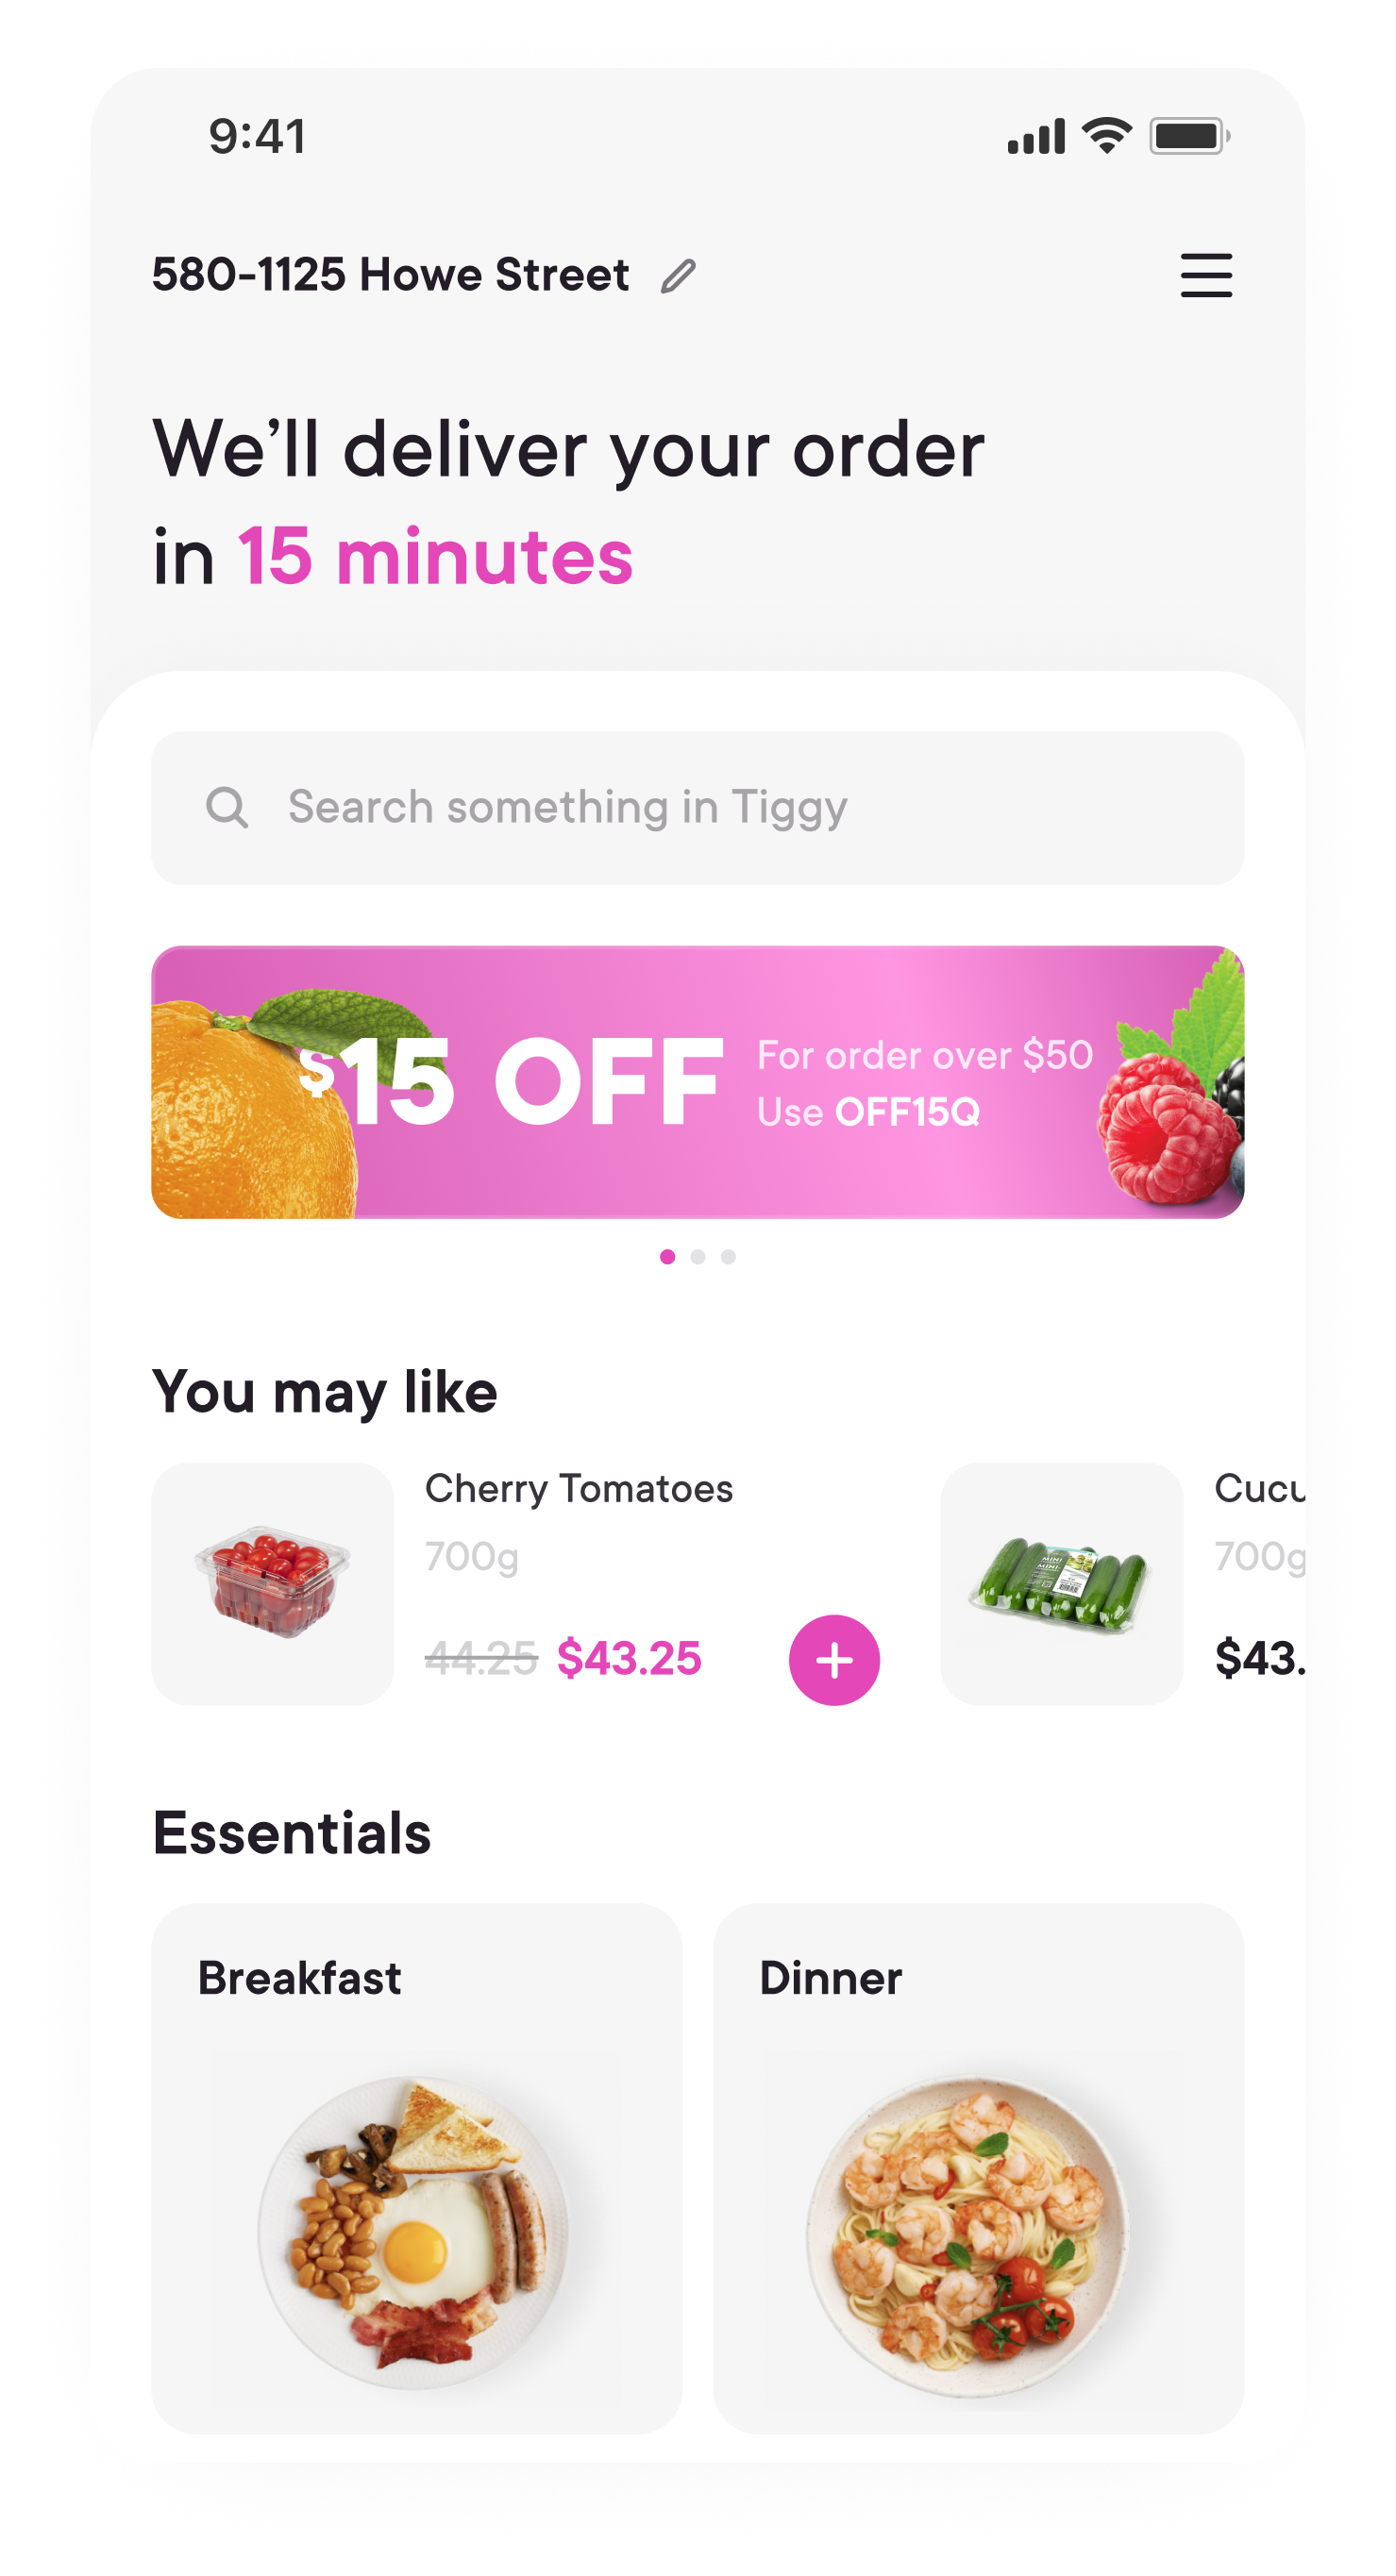 9:41
580-1125 Howe Street
We’ll deliver your order
in 15 minutes
Search something in Tiggy
$15 OFF
For order over $50
Use OFF15Q
You may like
Cherry Tomatoes
700g
44.25 $43.25
Cucu
700g
$43.
MINI
MINI
Essentials
Breakfast
Dinner